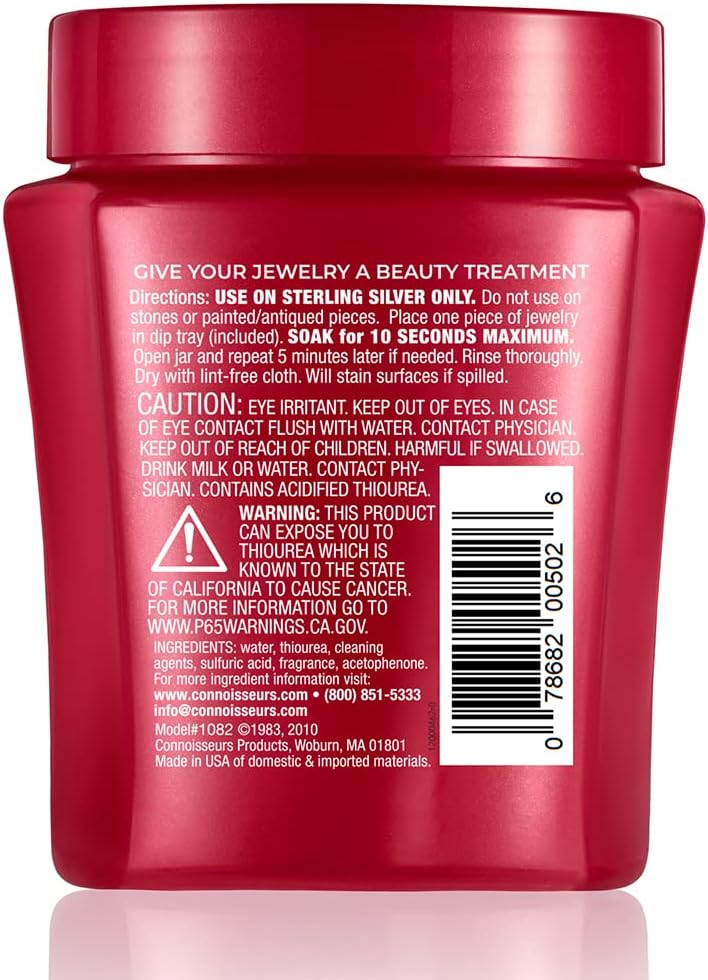 GIVE YOUR JEWELRY A BEAUTY TREATMENT
Directions: USE ON STERLING SILVER ONLY. Do not use on
stones or painted/antiqued pieces. Place one piece of jewelry
in dip tray (included). SOAK for 10 SECONDS MAXIMUM.
Open jar and repeat 5 minutes later if needed. Rinse thoroughly.
Dry with lint-free cloth. Will stain surfaces if spilled.
CAUTION: EYE IRRITANT. KEEP OUT OF EYES. IN CASE
OF EYE CONTACT FLUSH WITH WATER. CONTACT PHYSICIAN.
KEEP OUT OF REACH OF CHILDREN. HARMFUL IF SWALLOWED.
DRINK MILK OR WATER. CONTACT PHY-
SICIAN. CONTAINS ACIDIFIED THIOUREA.
WARNING: THIS PRODUCT
CAN EXPOSE YOU TO
THIOUREA WHICH IS
KNOWN TO THE STATE
OF CALIFORNIA TO CAUSE CANCER.
FOR MORE INFORMATION GO TO
WWW.P65WARNINGS.CA.GOV.
INGREDIENTS: water, thiourea, cleaning
agents, sulfuric acid, fragrance, acetophenone.
For more ingredient information visit:
www.connoisseurs.com • (800) 851-5333
info@connoisseurs.com
Model#1082 ©1983, 2010
Connoisseurs Products, Woburn, MA 01801
Made in USA of domestic & imported materials.
0 78682 00502 6